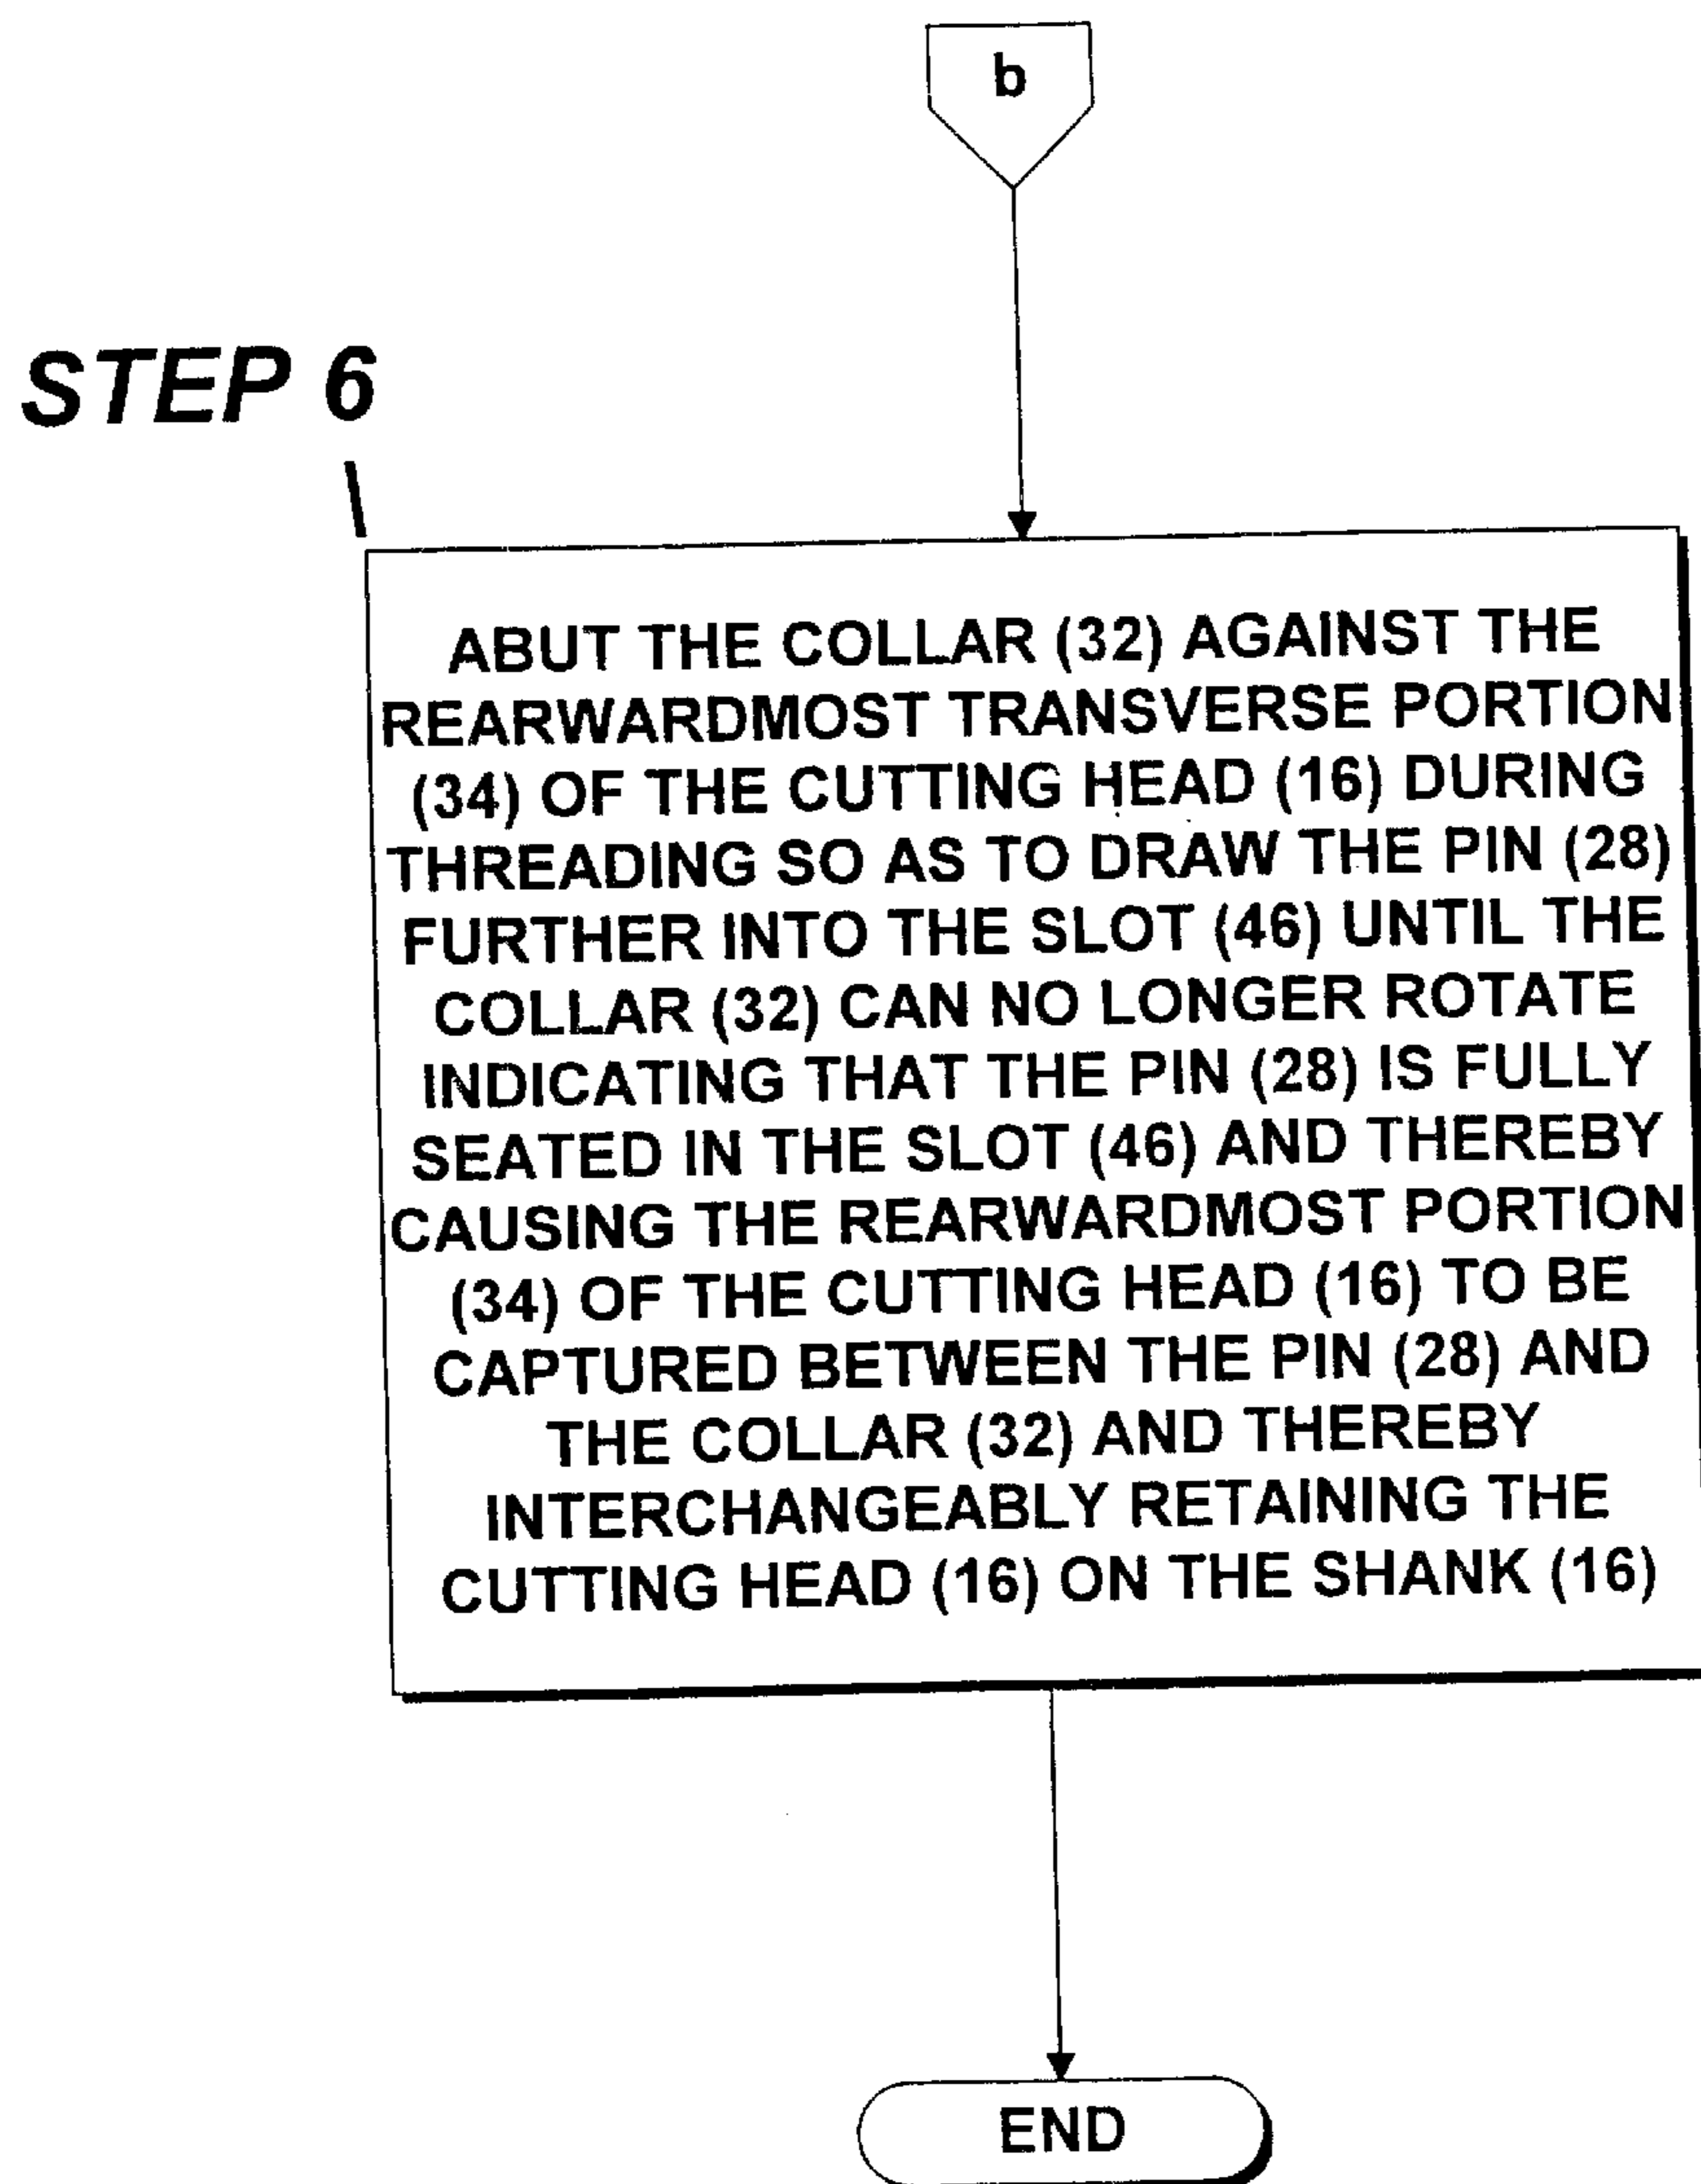 b
STEP 6
ABUT THE COLLAR (32) AGAINST THE
REARWARDMOST TRANSVERSE PORTION
(34) OF THE CUTTING HEAD (16) DURING
THREADING SO AS TO DRAW THE PIN (28)
FURTHER INTO THE SLOT (46) UNTIL THE
COLLAR (32) CAN NO LONGER ROTATE
INDICATING THAT THE PIN (28) IS FULLY
SEATED IN THE SLOT (46) AND THEREBY
CAUSING THE REARWARDMOST PORTION
(34) OF THE CUTTING HEAD (16) TO BE
CAPTURED BETWEEN THE PIN (28) AND
THE COLLAR (32) AND THEREBY
INTERCHANGEABLY RETAINING THE
CUTTING HEAD (16) ON THE SHANK (16)
END